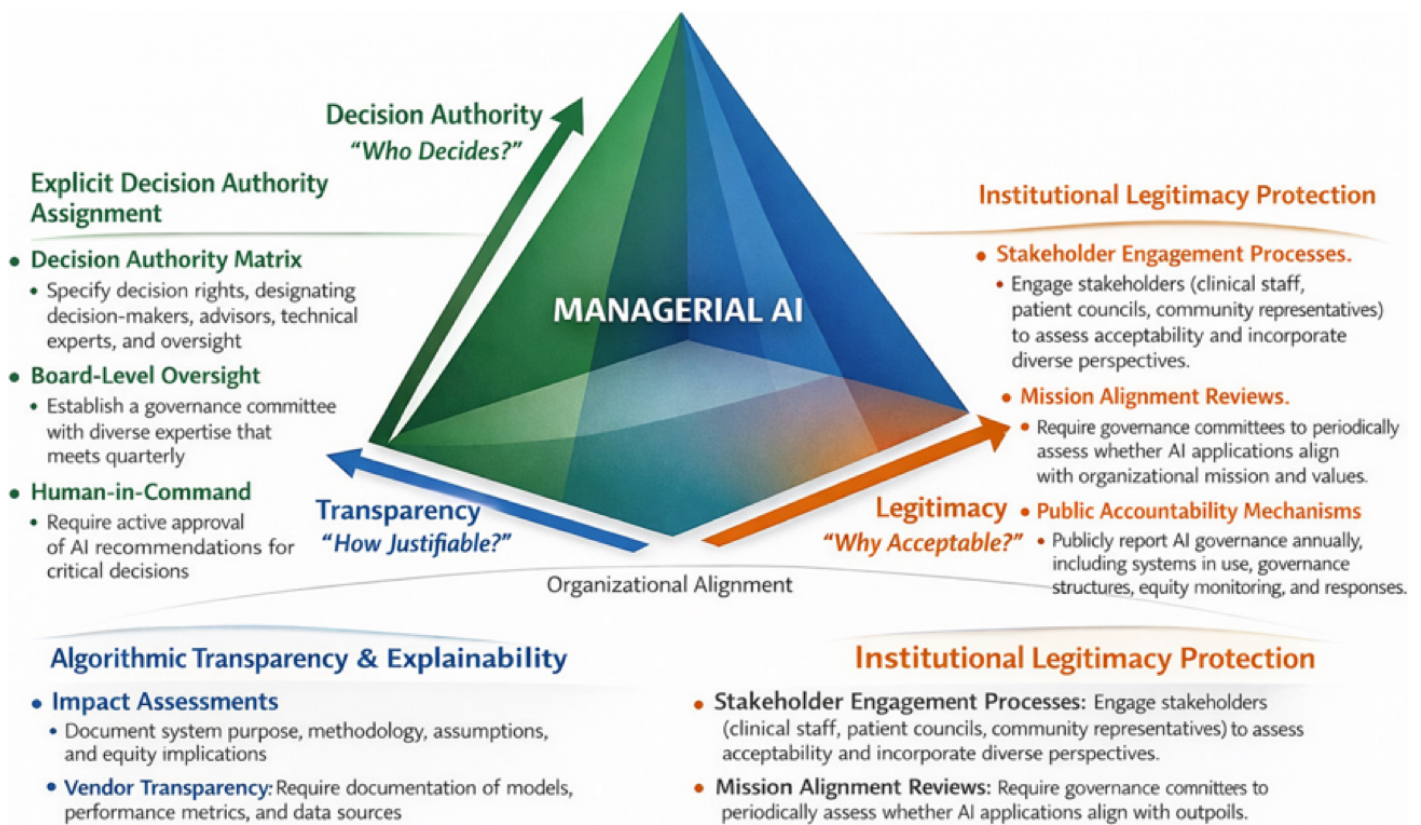 Decision Authority
“Who Decides?”
Explicit Decision Authority
Assignment
• Decision Authority Matrix
• Specify decision rights, designating
decision-makers, advisors, technical
experts, and oversight
• Board-Level Oversight
• Establish a governance committee
with diverse expertise that
meets quarterly
• Human-in-Command
• Require active approval
of AI recommendations for
critical decisions
MANAGERIAL AI
Transparency
“How Justifiable?”
Legitimacy
“Why Acceptable?”
Organizational Alignment
Institutional Legitimacy Protection
• Stakeholder Engagement Processes.
• Engage stakeholders (clinical staff,
patient councils, community representatives)
to assess acceptability and incorporate
diverse perspectives.
• Mission Alignment Reviews.
• Require governance committees to periodically
assess whether AI applications align
with organizational mission and values.
• Public Accountability Mechanisms
• Publicly report AI governance annually,
including systems in use, governance
structures, equity monitoring, and responses.
Algorithmic Transparency & Explainability
• Impact Assessments
• Document system purpose, methodology, assumptions,
and equity implications
• Vendor Transparency: Require documentation of models,
performance metrics, and data sources
Institutional Legitimacy Protection
• Stakeholder Engagement Processes: Engage stakeholders
(clinical staff, patient councils, community representatives) to assess
acceptability and incorporate diverse perspectives.
• Mission Alignment Reviews: Require governance committers to
periodically assess whether AI applications align with outpoils.